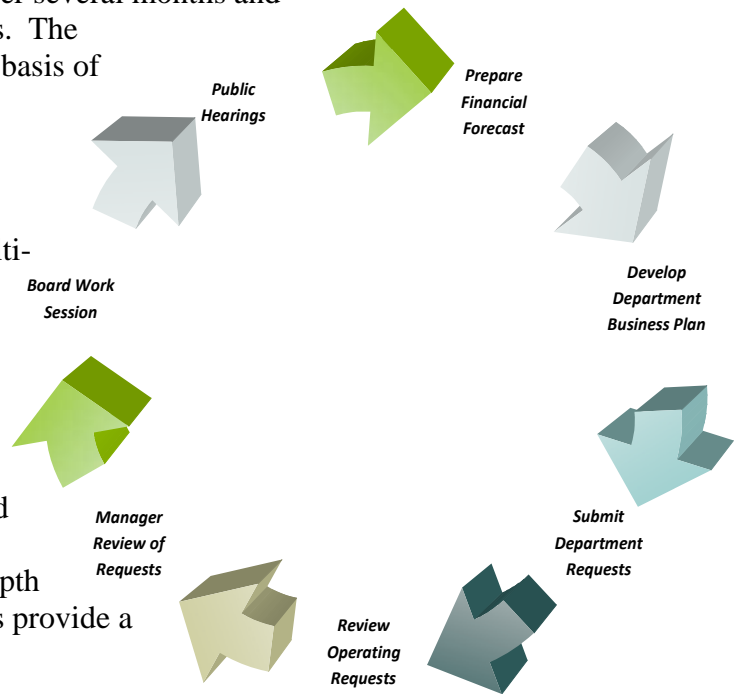 er several months and
s. The
basis of
Public
Hearings
Prepare
Financial
Forecast
lti-
Board Work
Session
Develop
Department
Business Plan
d
Manager
Review of
Requests
pth
s provide a
Submit
Department
Requests
Review
Operating
Requests